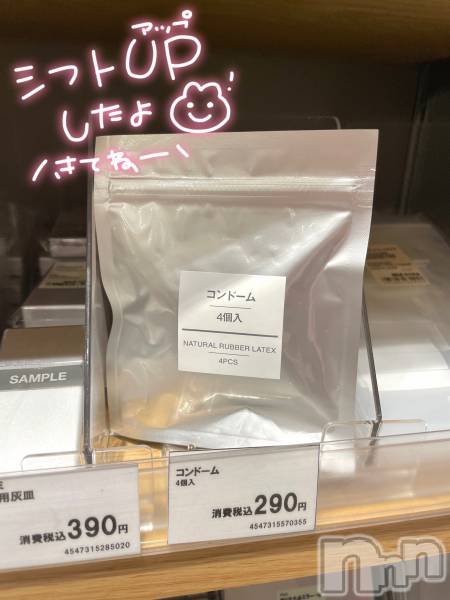 アップ
シフトUP
したよ
\きてねー\
コンドーム
4個入
NATURAL RUBBER LATEX
4PCS
SAMPLE
用灰皿
消費税込390円
4547315285020
コンドーム
4個入
消費税込290円
4547315570355
nnn